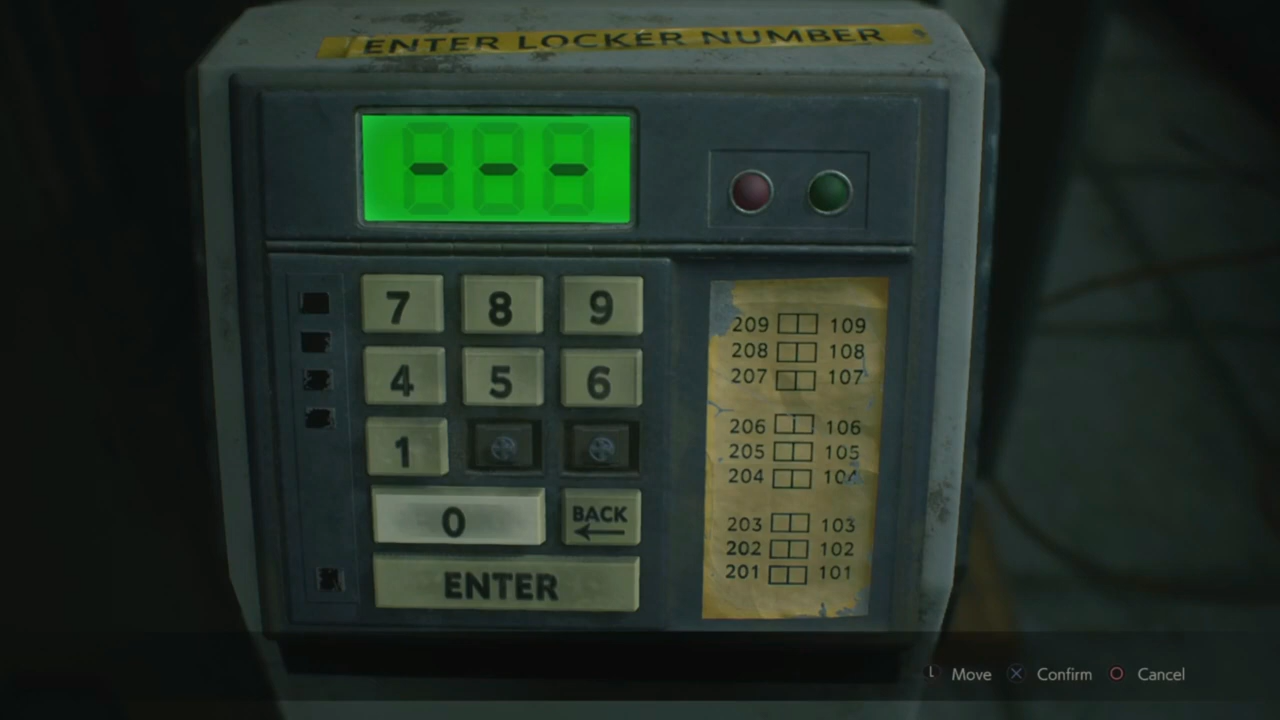 ENTER LOCKER NUMBER
- - -
7 8 9
4 5 6
1
0 BACK
ENTER
209 109
208 108
207 107
206 106
205 105
204 104
203 103
202 102
201 101
L Move Confirm Cancel